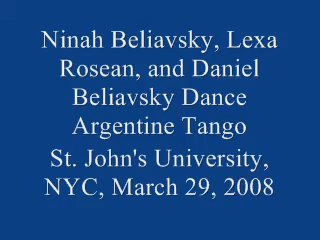 Ninah Beliavsky, Lexa
Rosean, and Daniel
Beliavsky Dance
Argentine Tango
St. John's University,
NYC, March 29, 2008